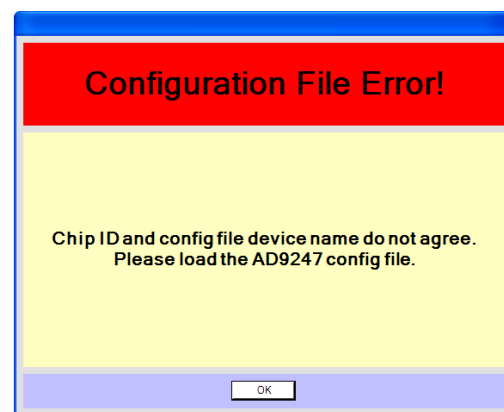 Configuration File Error!
Chip ID and config file device name do not agree.
Please load the AD9247 config file.
OK